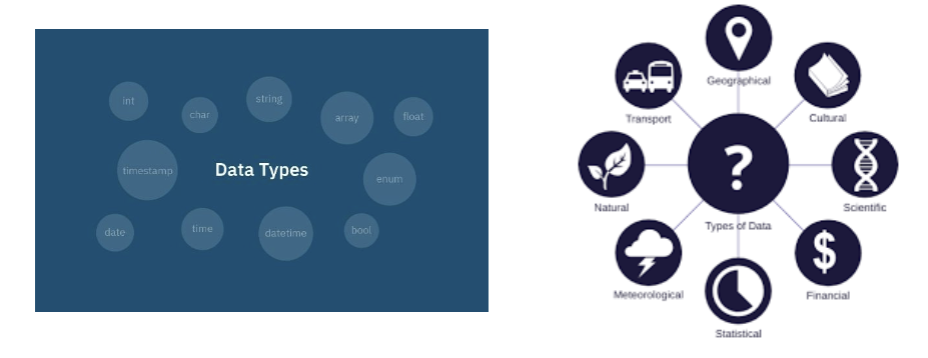 int
char
string
array
float
timestamp
Data Types
enum
date
time
datetime
bool
Geographical
Transport
Cultural
?
Natural
Scientific
Types of Data
Meteorological
$
Financial
Statistical